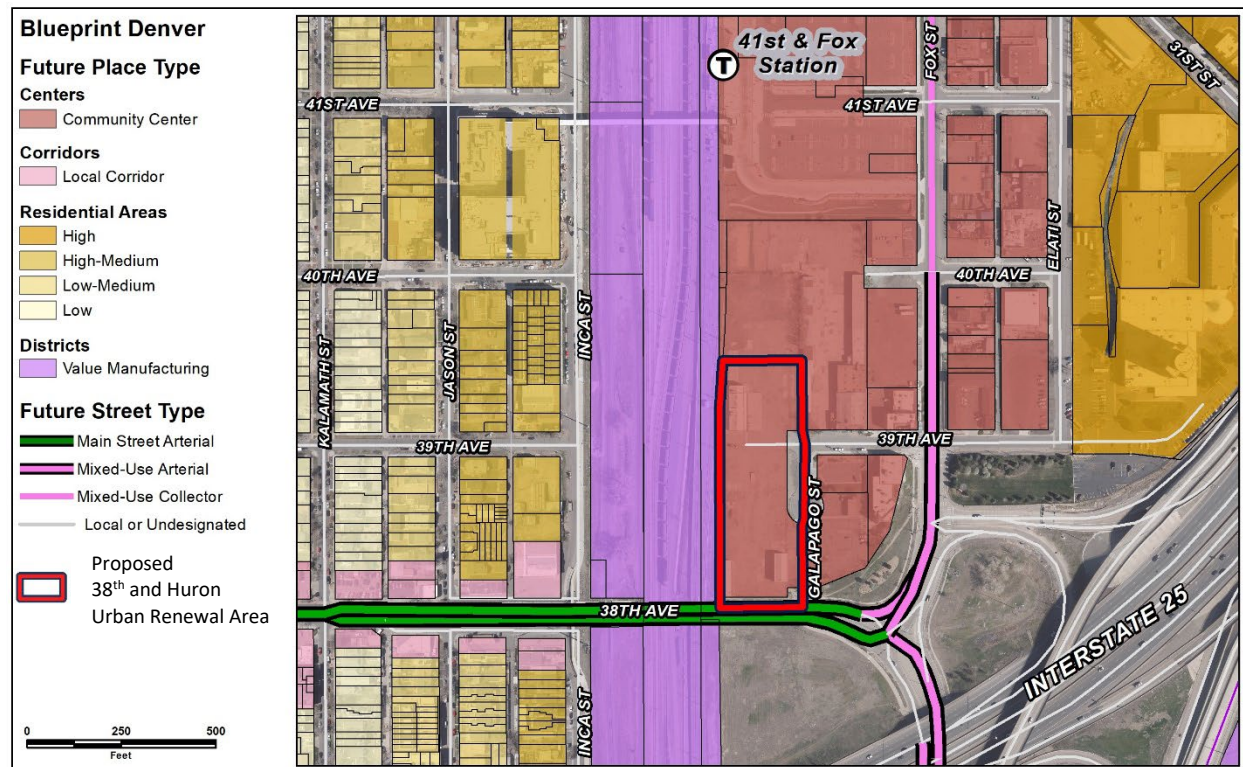 Blueprint Denver
Future Place Type
Centers
Community Center
Corridors
Local Corridor
Residential Areas
High
High-Medium
Low-Medium
Low
Districts
Value Manufacturing
Future Street Type
Main Street Arterial
Mixed-Use Arterial
Mixed-Use Collector
Local or Undesignated
Proposed
38th and Huron
Urban Renewal Area
0 250 500
Feet
T
41st & Fox
Station
FOX ST
31ST ST
41ST AVE
41ST AVE
40TH AVE
40TH AVE
ELATI ST
KALAMATH ST
JASON ST
INCA ST
39TH AVE
39TH AVE
GALAPAGO ST
38TH AVE
INTERSTATE 25
INCA ST